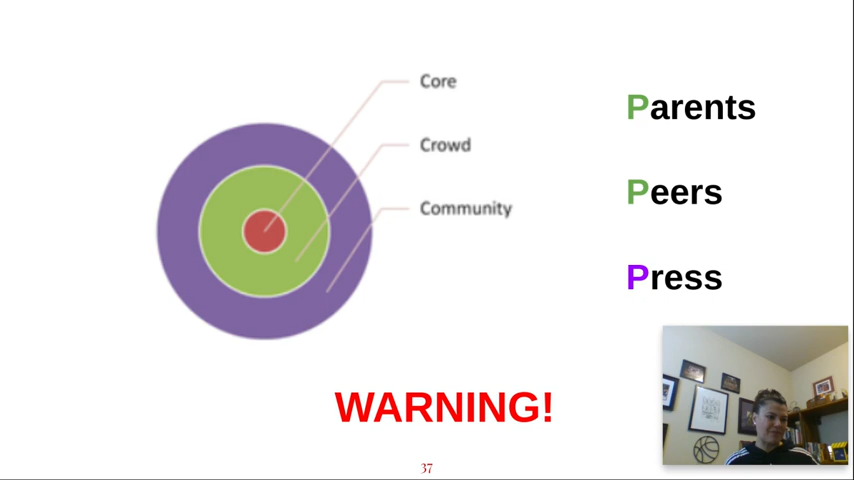 Core
Crowd
Community
Parents
Peers
Press
WARNING!
37